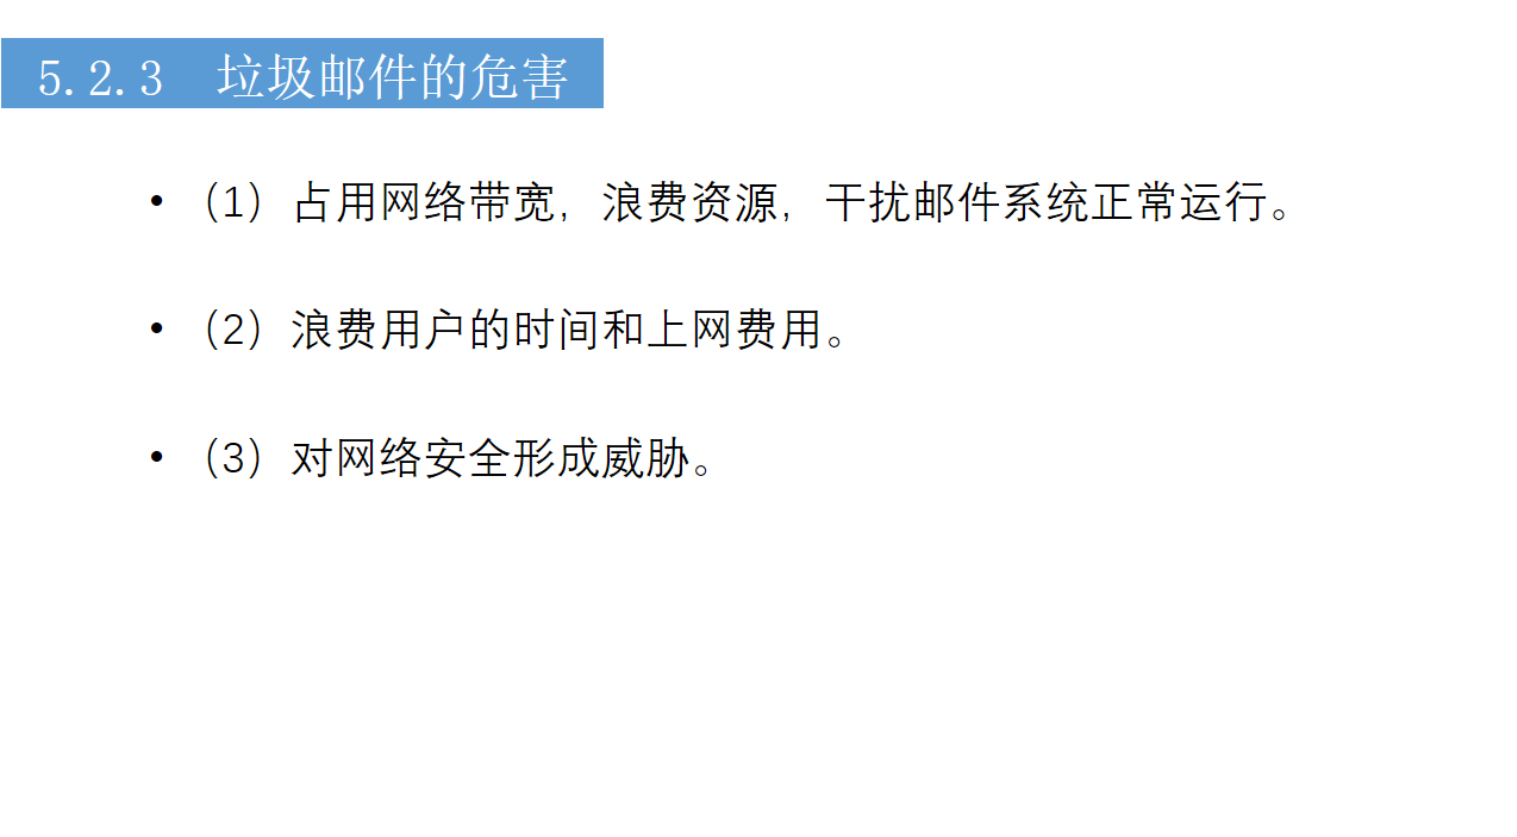 5.2.3 垃圾邮件的危害
• （1）占用网络带宽，浪费资源，干扰邮件系统正常运行。
• （2）浪费用户的时间和上网费用。
• （3）对网络安全形成威胁。